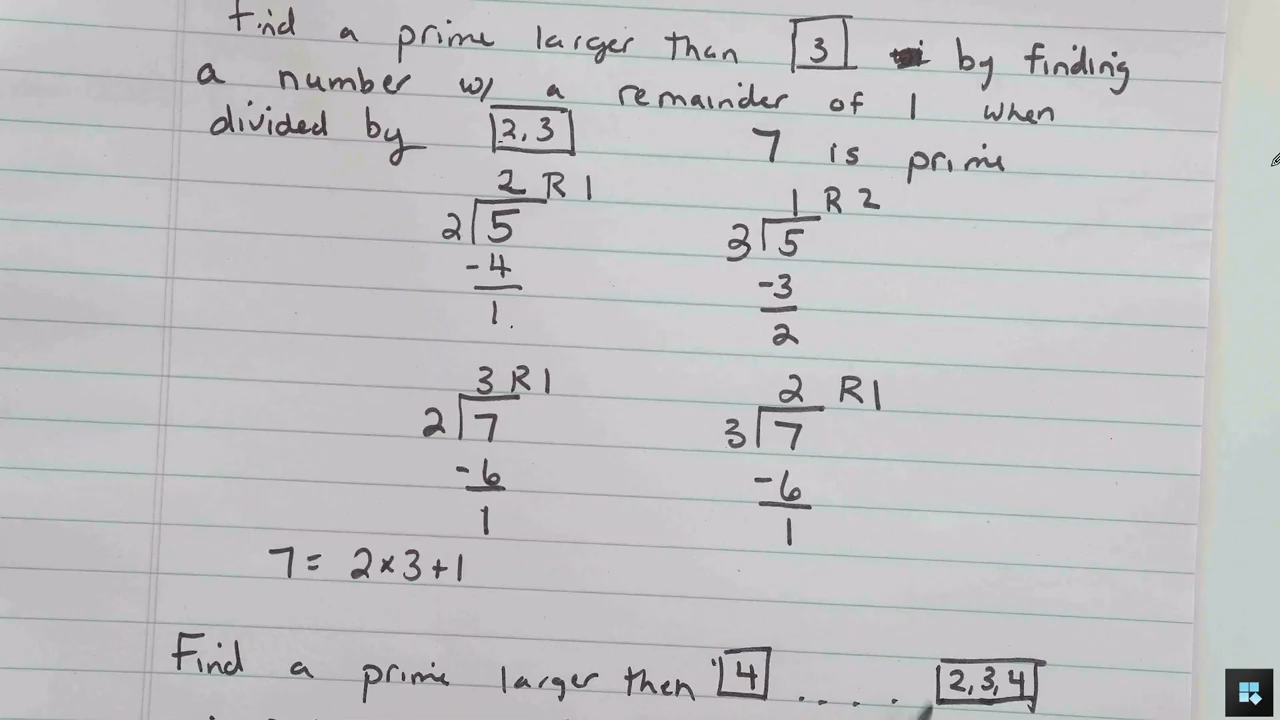 Find a prime larger than 3 by finding
a number w/ a remainder of 1 when
divided by 2,3
7 is prime
2 R 1
2 5
-4
1.
1 R 2
3 5
-3
2
3 R 1
2 7
-6
1
2 R 1
3 7
-6
1
7 = 2 × 3 + 1
Find a prime larger then 4 . . . . 2,3,4